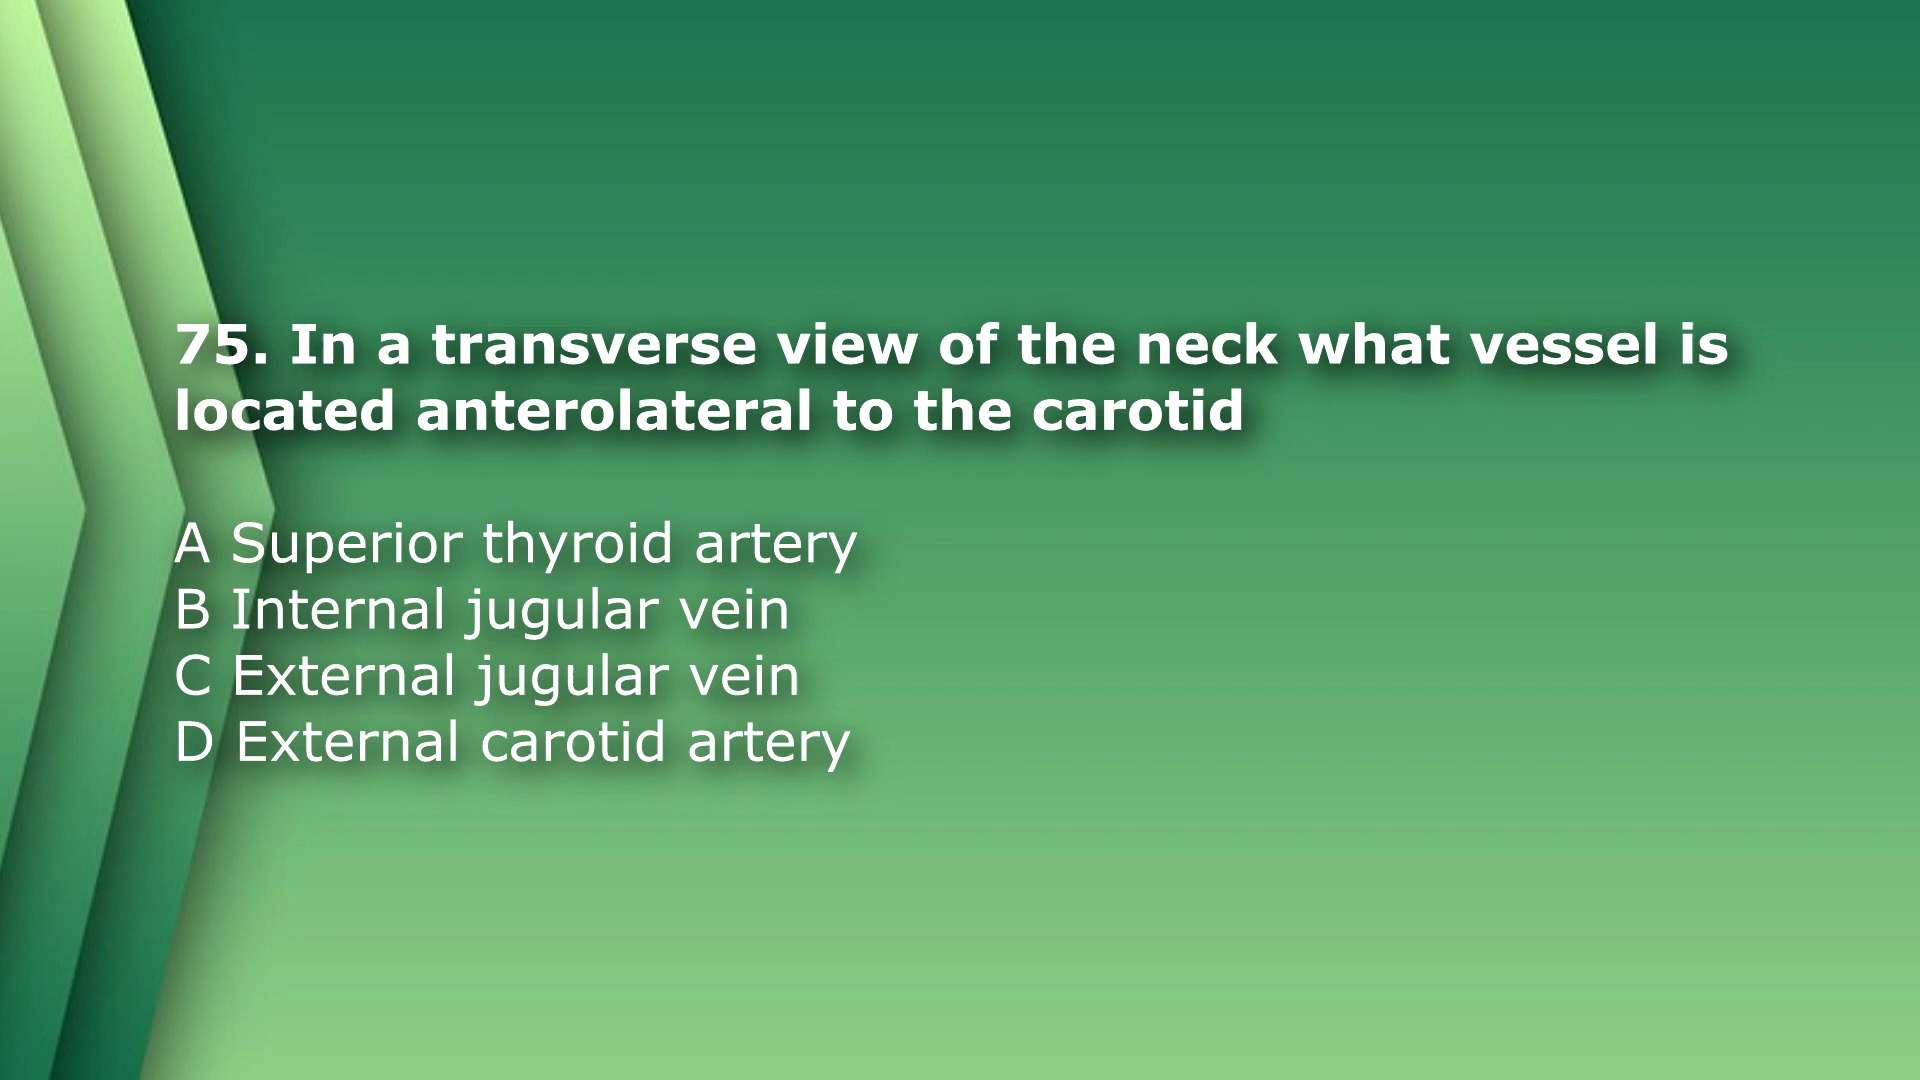 75. In a transverse view of the neck what vessel is
located anterolateral to the carotid
A Superior thyroid artery
B Internal jugular vein
C External jugular vein
D External carotid artery